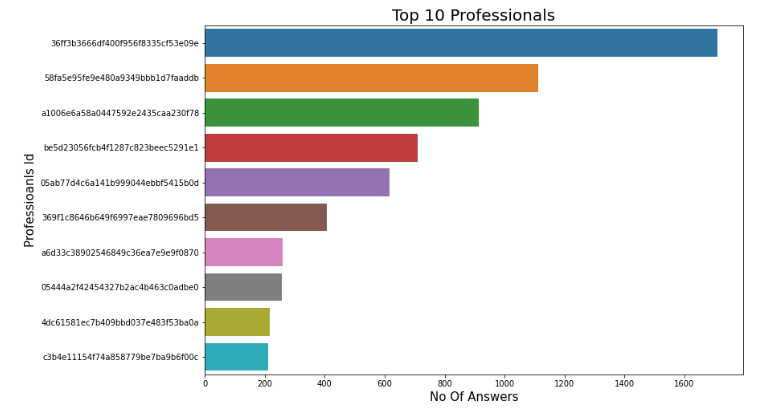 Top 10 Professionals
Professioanls Id
36ff3b3666df400f956f8335cf53e09e
58fa5e95fe9e480a9349bbb1d7faaddb
a1006e6a58a0447592e2435caa230f78
be5d23056fcb4f1287c823beec5291e1
05ab77d4c6a141b999044ebbf5415b0d
369f1c8646b649f6997eae7809696bd5
a6d33c38902546849c36ea7e9e9f0870
05444a2f42454327b2ac4b463c0adbe0
4dc61581ec7b409bbd037e483f53ba0a
c3b4e11154f74a858779be7ba9b6f00c
0 200 400 600 800 1000 1200 1400 1600
No Of Answers